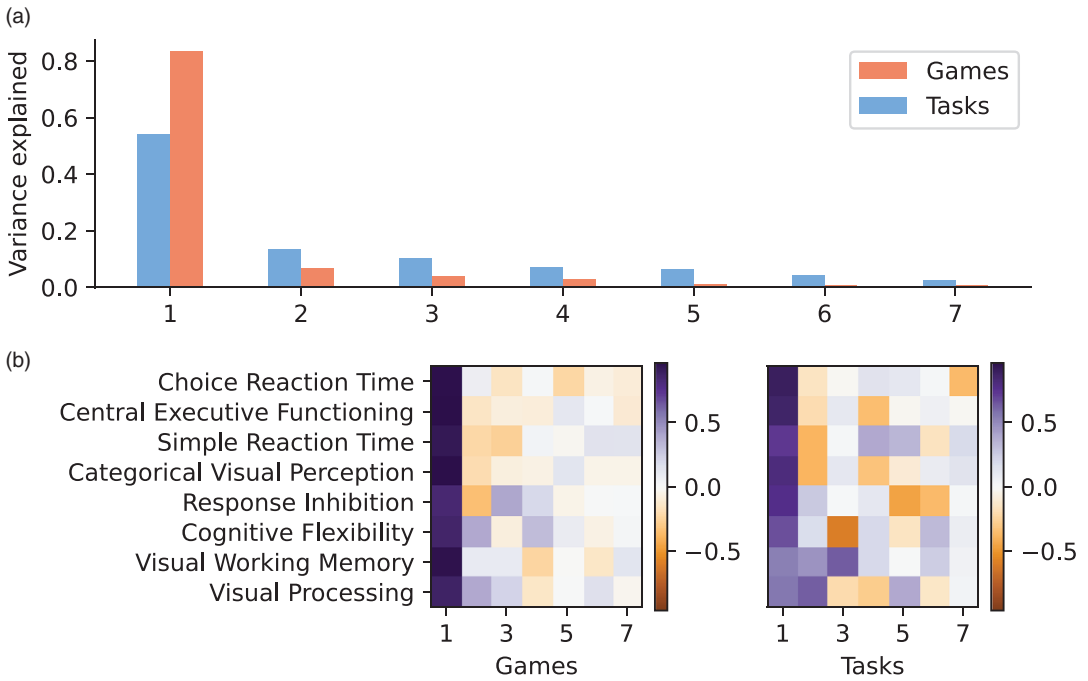 (a)
Variance explained
0.8
0.6
0.4
0.2
0.0
Games
Tasks
1 2 3 4 5 6 7
(b)
Choice Reaction Time
Central Executive Functioning
Simple Reaction Time
Categorical Visual Perception
Response Inhibition
Cognitive Flexibility
Visual Working Memory
Visual Processing
1 3 5 7
Games
0.5
0.0
−0.5
1 3 5 7
Tasks
0.5
0.0
−0.5